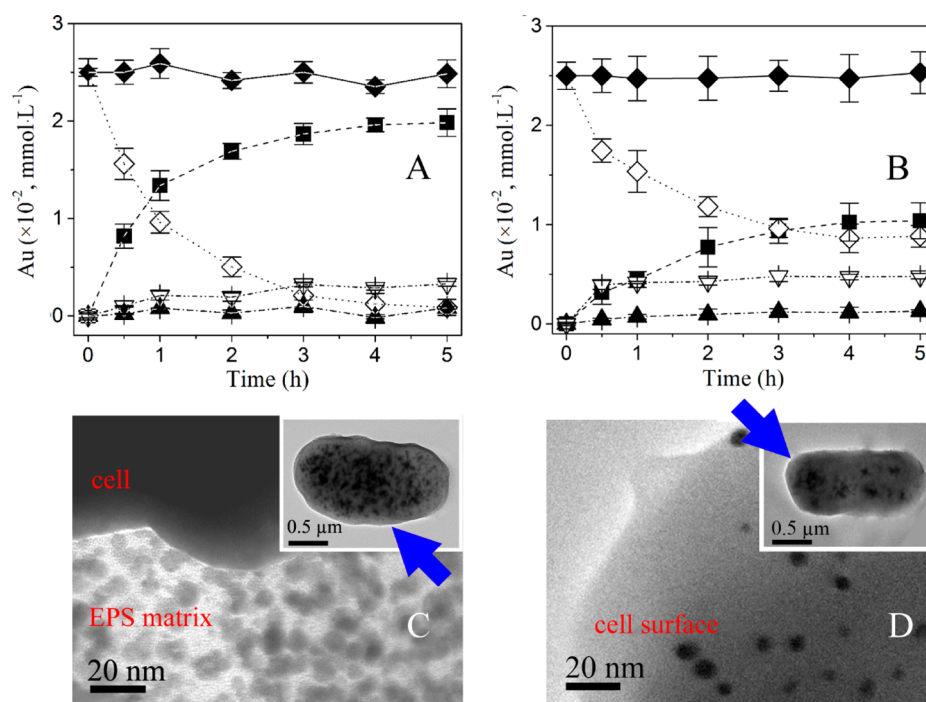 3
2
1
0
Au (×10⁻², mmol·L⁻¹)
A
0 1 2 3 4 5
Time (h)
3
2
1
0
Au (×10⁻², mmol·L⁻¹)
B
0 1 2 3 4 5
Time (h)
cell
0.5 µm
EPS matrix
C
20 nm
0.5 µm
cell surface
D
20 nm